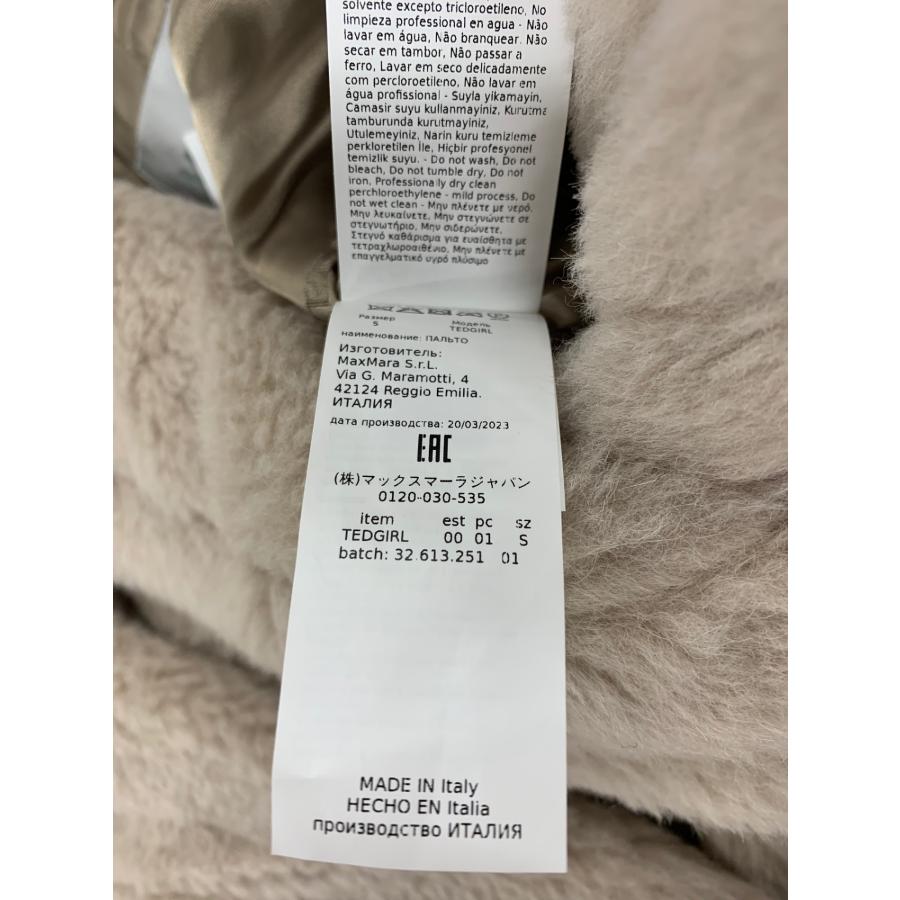 solvente excepto tricloroetileno, No
limpieza professional en agua - Não
lavar em água, Não branquear. Não
secar em tambor, Não passar a
ferro, Lavar em seco delicadamente
com percloroetileno, Não lavar em
água profissional - Suyla yikamayin,
Camasir suyu kullanmayiniz, Kurutma
tamburunda kurutmayiniz,
Utulemeyiniz, Narin kuru temizleme
perkloretilen İle, Hiçbir profesyonel
temizlik suyu. - Do not wash, Do not
bleach, Do not tumble dry, Do not
iron, Professionally dry clean
perchloroethylene - mild process, Do
not wet clean - Μην πλένετε με νερό,
Μην λευκαίνετε, Μην στεγνώνετε σε
στεγνωτήριο, Μην σιδερώνετε,
Στεγνό καθάρισμα για ευαίσθητα με
τετραχλωροαιθένιο, Μην πλένετε με
επαγγελματικό υγρό πλύσιμο
Размер Модель
S TEDGIRL
наименование: ПАЛЬТО
Изготовитель:
MaxMara S.r.L.
Via G. Maramotti, 4
42124 Reggio Emilia.
ИТАЛИЯ
дата производства: 20/03/2023
EAC
(株)マックスマーラジャパン
0120-030-535
item est pc sz
TEDGIRL 00 01 S
batch: 32.613.251 01
MADE IN Italy
HECHO EN Italia
производство ИТАЛИЯ